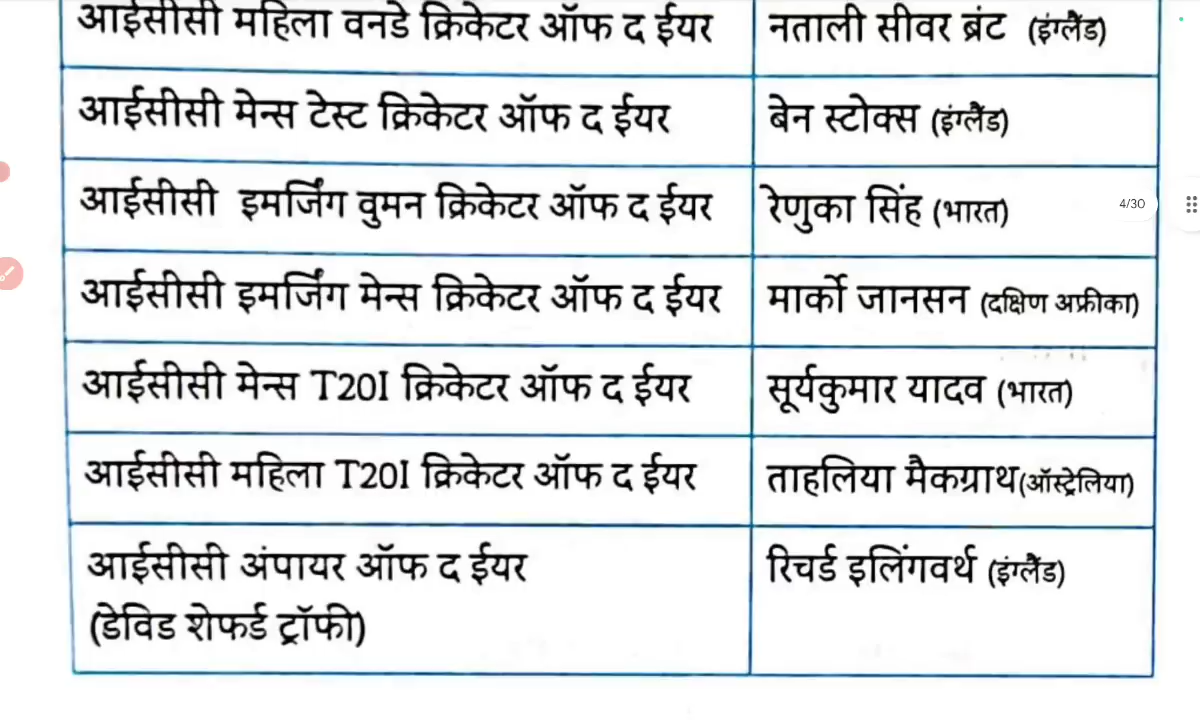 आईसीसी महिला वनडे क्रिकेटर ऑफ द ईयर नताली सीवर ब्रंट (इंग्लैंड)
आईसीसी मेन्स टेस्ट क्रिकेटर ऑफ द ईयर बेन स्टोक्स (इंग्लैंड)
आईसीसी इमर्जिंग वुमन क्रिकेटर ऑफ द ईयर रेणुका सिंह (भारत)
4/30
आईसीसी इमर्जिंग मेन्स क्रिकेटर ऑफ द ईयर मार्को जानसन (दक्षिण अफ्रीका)
आईसीसी मेन्स T20I क्रिकेटर ऑफ द ईयर सूर्यकुमार यादव (भारत)
आईसीसी महिला T20I क्रिकेटर ऑफ द ईयर ताहलिया मैकग्राथ(ऑस्ट्रेलिया)
आईसीसी अंपायर ऑफ द ईयर रिचर्ड इलिंगवर्थ (इंग्लैंड)
(डेविड शेफर्ड ट्रॉफी)